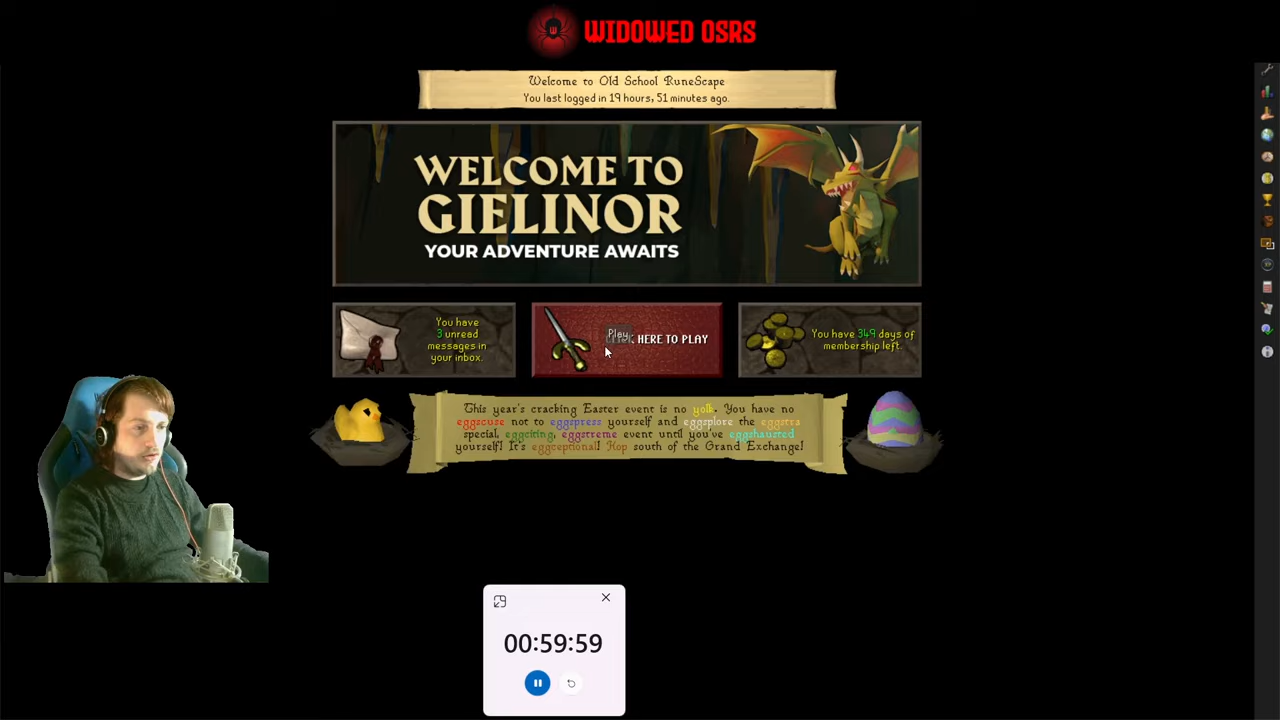 WIDOWED OSRS
Welcome to Old School RuneScape
You last logged in 19 hours, 51 minutes ago.
WELCOME TO
GIELINOR
YOUR ADVENTURE AWAITS
You have
3 unread
messages in
your inbox.
Play
HERE TO PLAY
You have 349 days of
membership left.
This year's cracking Easter event is no yolk. You have no
eggscuse not to eggspress yourself and eggsplore the eggstra
special, eggciting, eggstreme event until you've eggshausted
yourself! It's eggceptional! Hop south of the Grand Exchange!
00:59:59